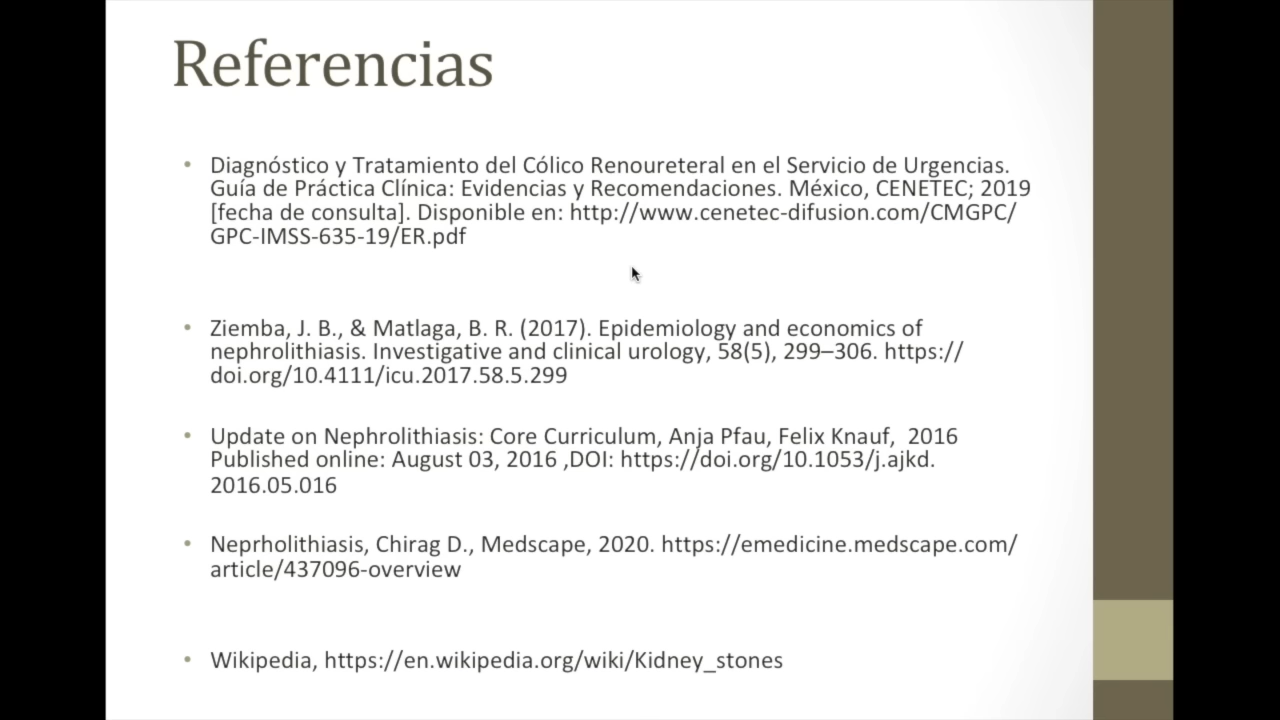 Referencias
• Diagnóstico y Tratamiento del Cólico Renoureteral en el Servicio de Urgencias.
Guía de Práctica Clínica: Evidencias y Recomendaciones. México, CENETEC; 2019
[fecha de consulta]. Disponible en: http://www.cenetec-difusion.com/CMGPC/
GPC-IMSS-635-19/ER.pdf
• Ziemba, J. B., & Matlaga, B. R. (2017). Epidemiology and economics of
nephrolithiasis. Investigative and clinical urology, 58(5), 299–306. https://
doi.org/10.4111/icu.2017.58.5.299
• Update on Nephrolithiasis: Core Curriculum, Anja Pfau, Felix Knauf,  2016
Published online: August 03, 2016 ,DOI: https://doi.org/10.1053/j.ajkd.
2016.05.016
• Neprholithiasis, Chirag D., Medscape, 2020. https://emedicine.medscape.com/
article/437096-overview
• Wikipedia, https://en.wikipedia.org/wiki/Kidney_stones